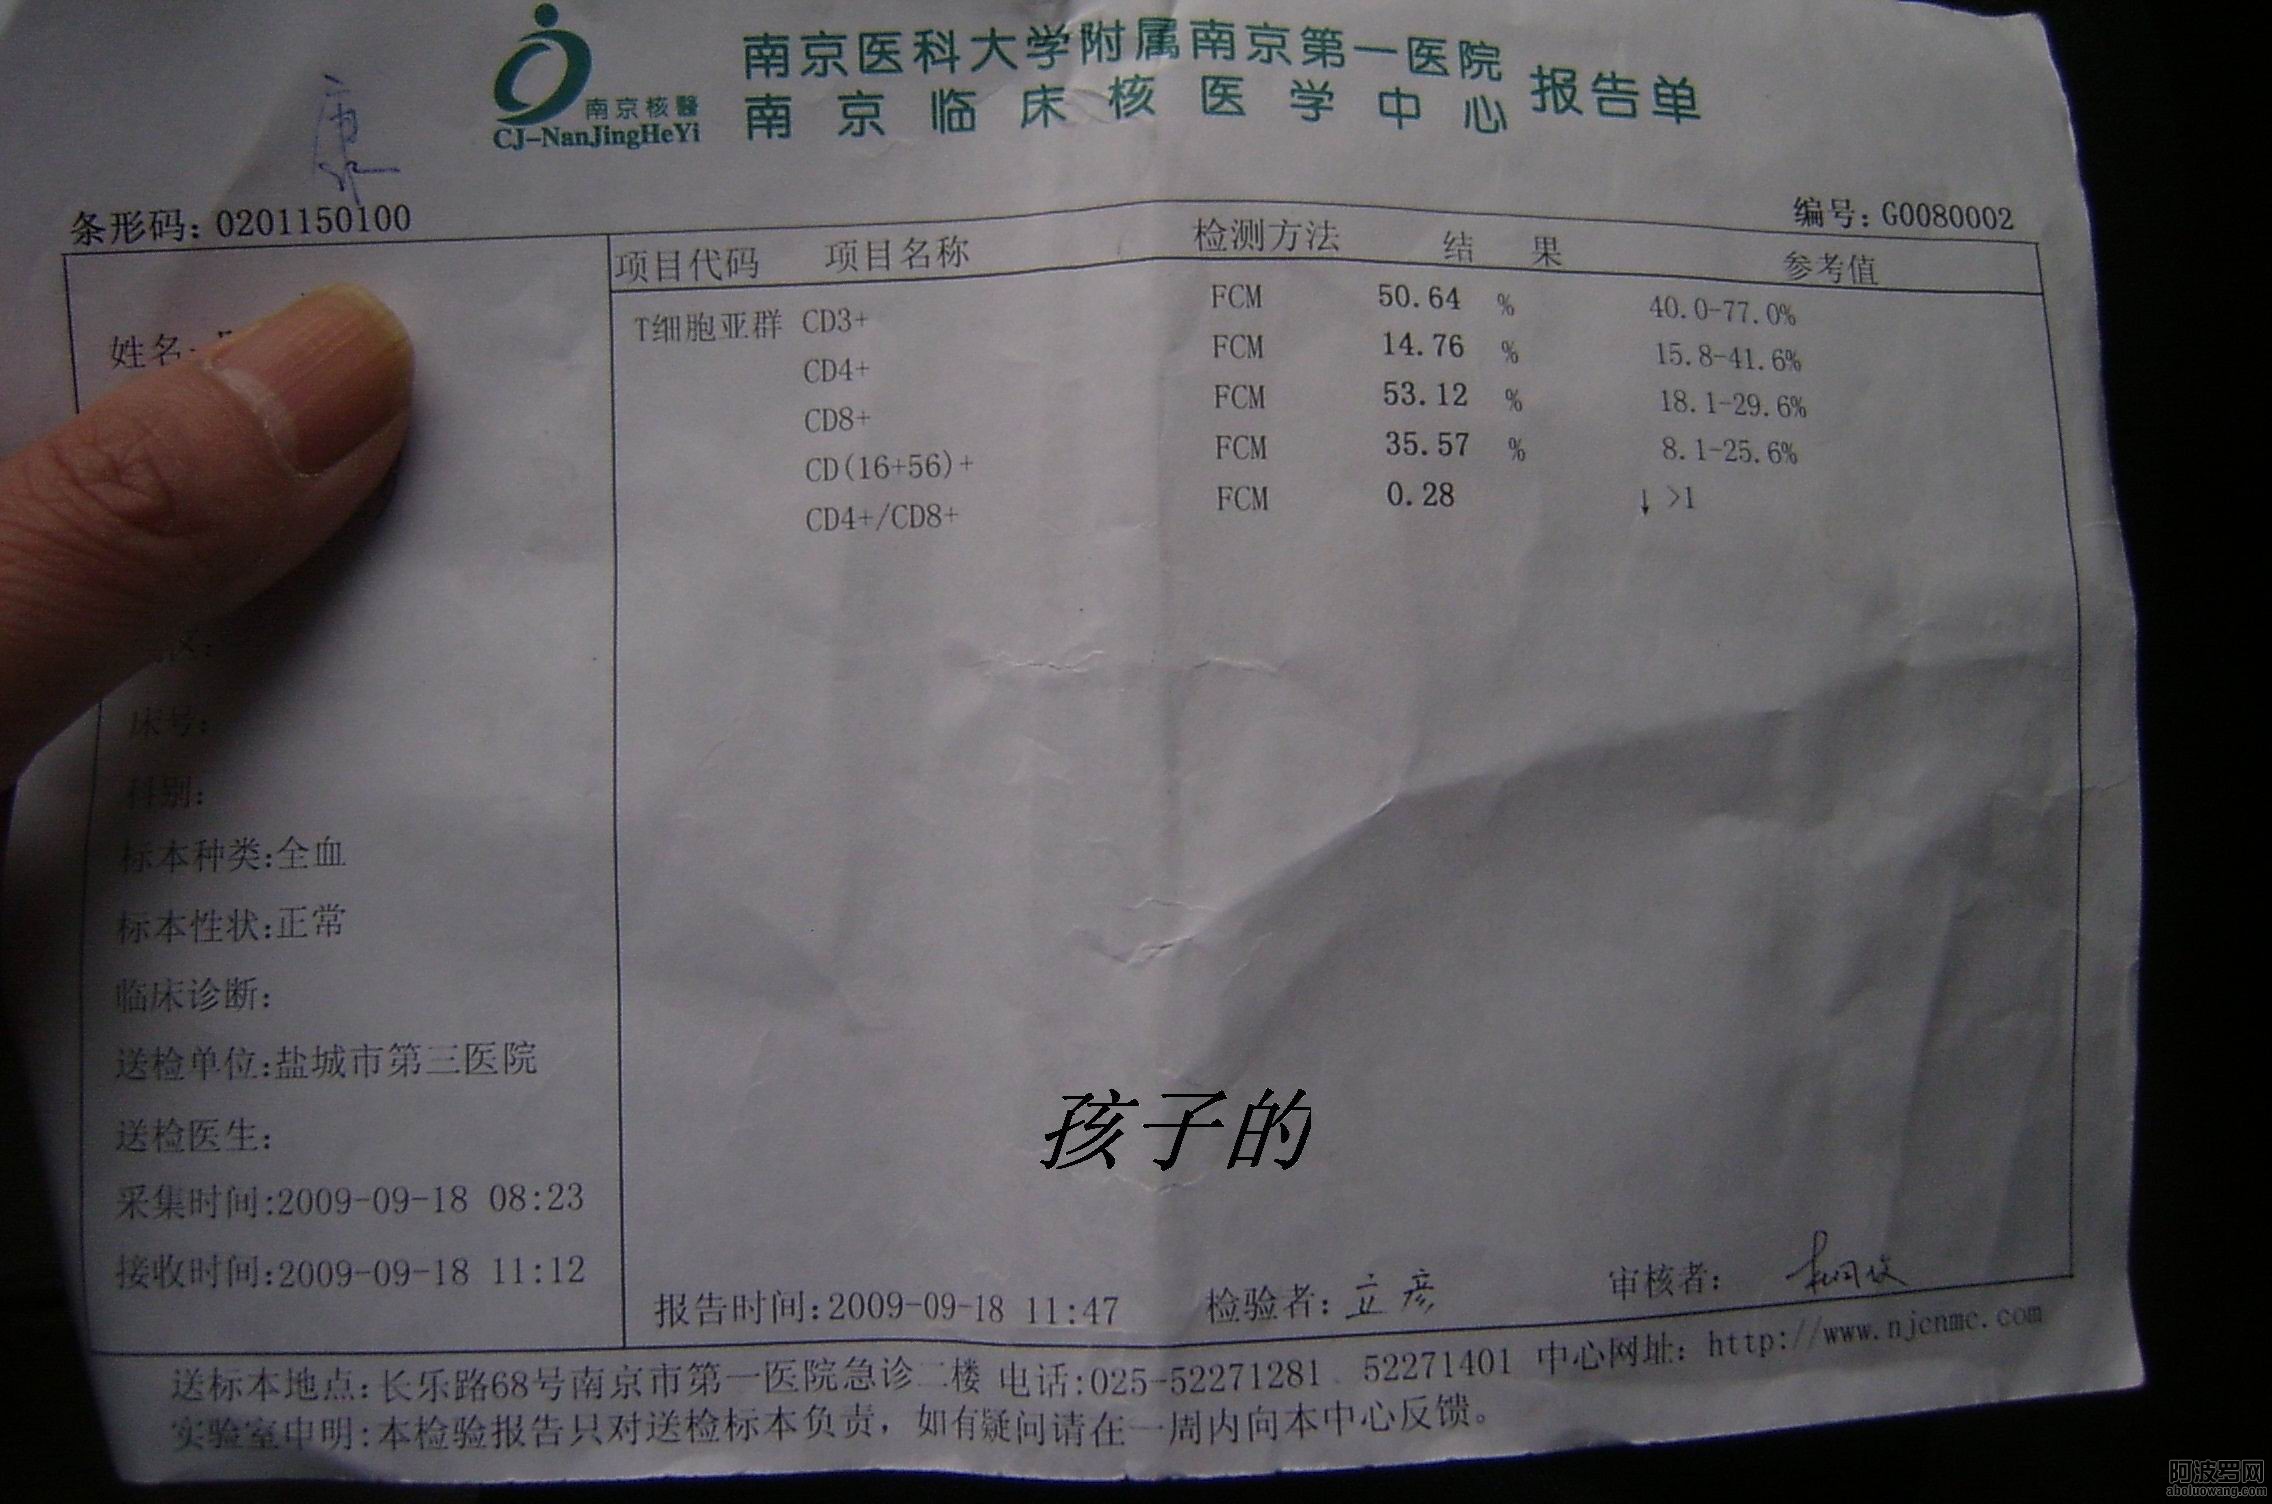 南京医科大学附属南京第一医院
南京临床核医学中心 报告单
南京核醫
CJ-NanJingHeYi
条形码: 0201150100
编号: G0080002
项目代码 项目名称 检测方法 结果 参考值
T细胞亚群 CD3+ FCM 50.64 % 40.0-77.0%
CD4+ FCM 14.76 % 15.8-41.6%
CD8+ FCM 53.12 % 18.1-29.6%
CD(16+56)+ FCM 35.57 % 8.1-25.6%
CD4+/CD8+ FCM 0.28 ↓ >1
姓名
床号:
科别:
标本种类:全血
标本性状:正常
临床诊断:
送检单位:盐城市第三医院
送检医生:
采集时间:2009-09-18 08:23
接收时间:2009-09-18 11:12
孩子的
报告时间:2009-09-18 11:47 检验者: 审核者:
送标本地点:长乐路68号南京市第一医院急诊二楼 电话:025-52271281 52271401 中心网址: http://www.njcnmc.com
实验室申明:本检验报告只对送检标本负责，如有疑问请在一周内向本中心反馈。
阿波罗网
aboluowang.com